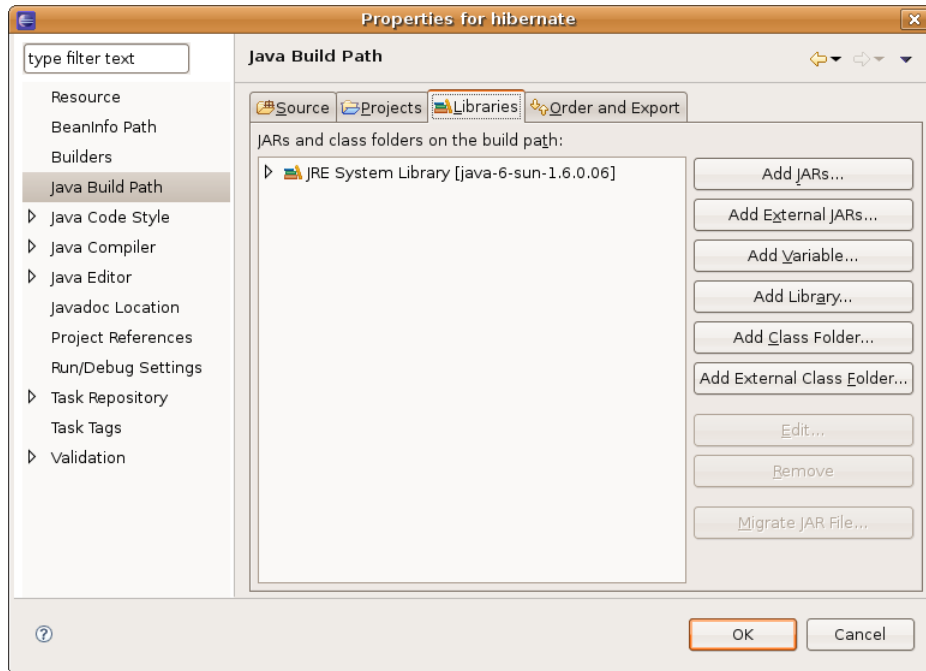 Properties for hibernate
type filter text
Resource
BeanInfo Path
Builders
Java Build Path
Java Code Style
Java Compiler
Java Editor
Javadoc Location
Project References
Run/Debug Settings
Task Repository
Task Tags
Validation
Java Build Path
Source Projects Libraries Order and Export
JARs and class folders on the build path:
JRE System Library [java-6-sun-1.6.0.06]
Add JARs...
Add External JARs...
Add Variable...
Add Library...
Add Class Folder...
Add External Class Folder...
Edit...
Remove
Migrate JAR File...
OK Cancel